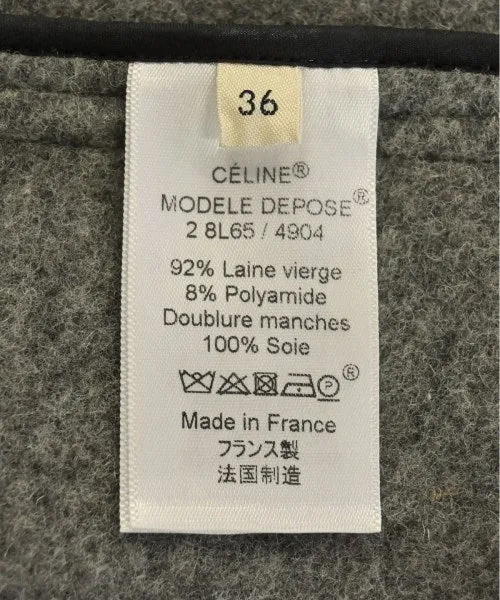 36
CÉLINE®
MODELE DEPOSE®
2 8L65 / 4904
92% Laine vierge
8% Polyamide
Doublure manches
100% Soie
P®
Made in France
フランス製
法国制造